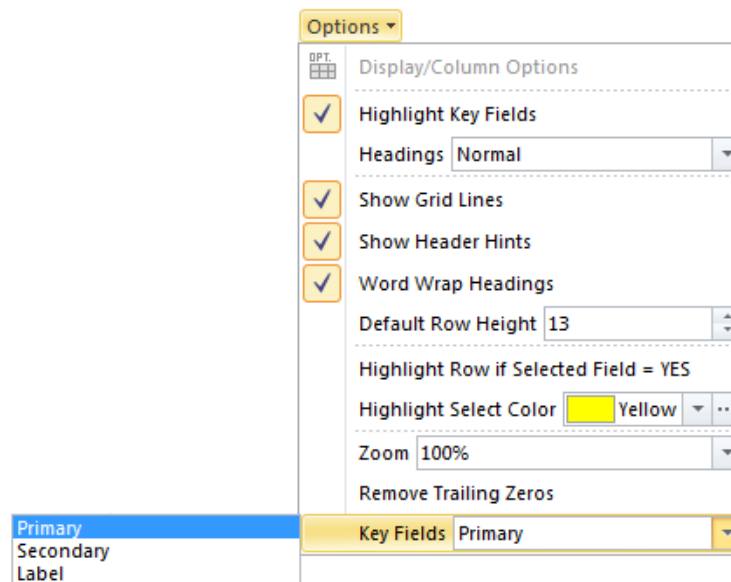 Options
OPT.
Display/Column Options
Highlight Key Fields
Headings Normal
Show Grid Lines
Show Header Hints
Word Wrap Headings
Default Row Height 13
Highlight Row if Selected Field = YES
Highlight Select Color Yellow ..
Zoom 100%
Remove Trailing Zeros
Key Fields Primary
Primary
Secondary
Label